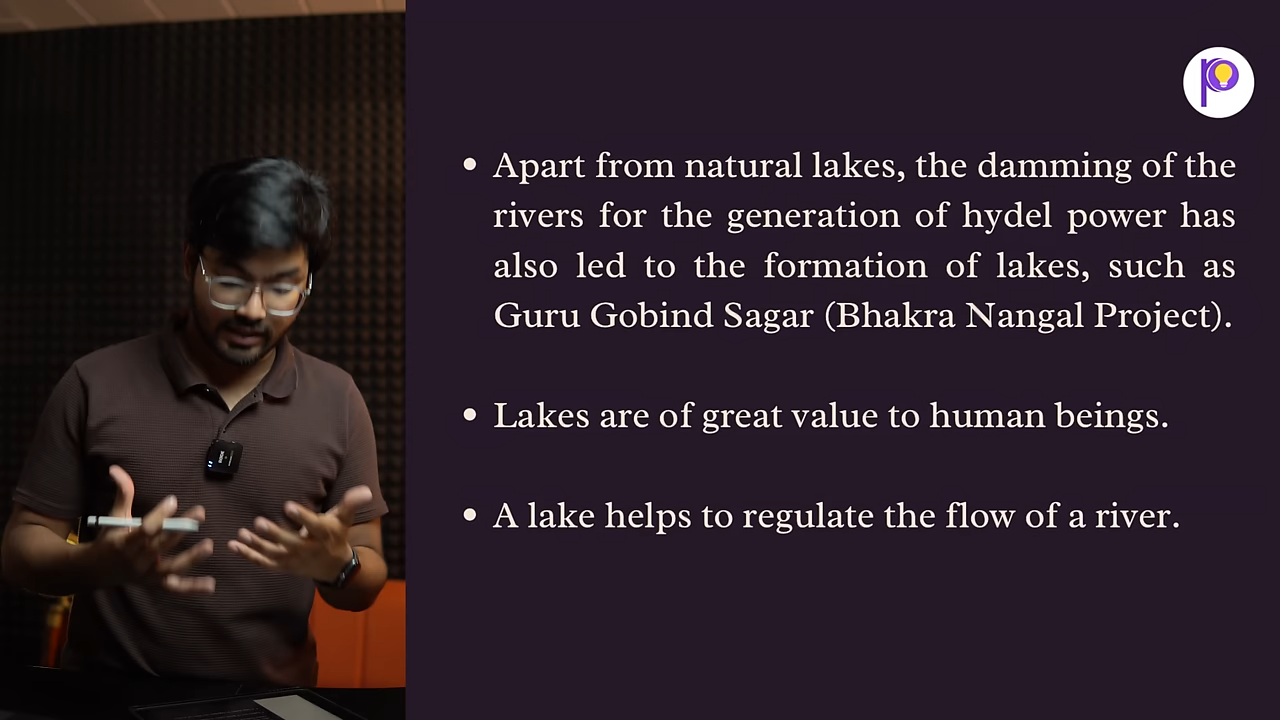 • Apart from natural lakes, the damming of the
rivers for the generation of hydel power has
also led to the formation of lakes, such as
Guru Gobind Sagar (Bhakra Nangal Project).
• Lakes are of great value to human beings.
• A lake helps to regulate the flow of a river.